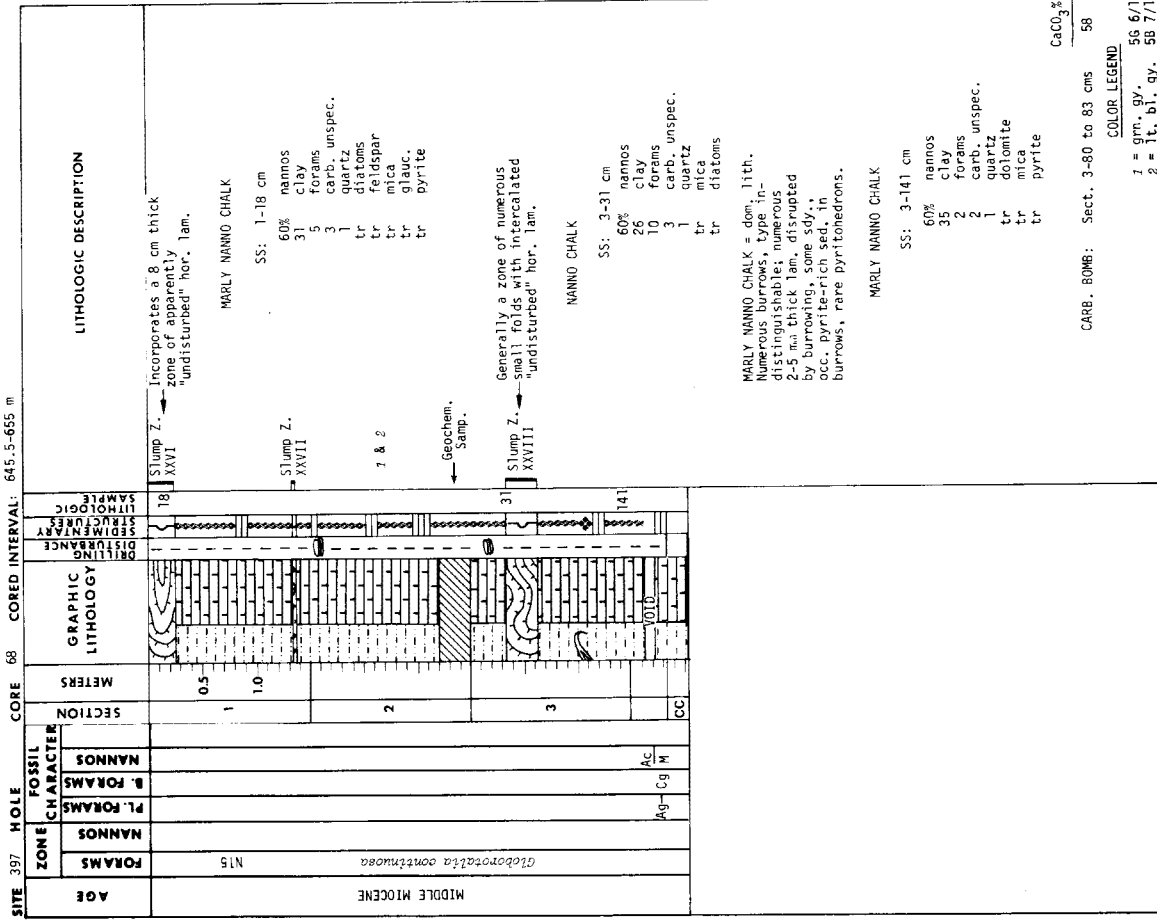 SITE 397 HOLE CORE 68 CORED INTERVAL: 645.5-655 m
AGE
ZONE
FORAMS
NANNOS
FOSSIL
CHARACTER
PL. FORAMS
B. FORAMS
NANNOS
SECTION
METERS
GRAPHIC
LITHOLOGY
DRILLING
DISTURBANCE
SEDIMENTARY
STRUCTURES
LITHOLOGIC
SAMPLE
LITHOLOGIC DESCRIPTION
MIDDLE MIOCENE
N15
Globorotalia continuosa
Ag
Cg
Ac
M
1
2
3
CC
0.5
1.0
VOID
18
31
141
Slump Z.
XXVI
Incorporates a 8 cm thick
zone of apparently
"undisturbed" hor. lam.
MARLY NANNO CHALK
SS: 1-18 cm
60% nannos
31 clay
5 forams
3 carb. unspec.
1 quartz
tr diatoms
tr feldspar
tr mica
tr glauc.
tr pyrite
Slump Z.
XXVII
1 & 2
Geochem.
Samp.
Slump Z.
XXVIII
Generally a zone of numerous
small folds with intercalated
"undisturbed" hor. lam.
NANNO CHALK
SS: 3-31 cm
60% nannos
26 clay
10 forams
3 carb. unspec.
1 quartz
tr mica
tr diatoms
MARLY NANNO CHALK = dom. lith.
Numerous burrows, type in-
distinguishable; numerous
2-5 mm thick lam. disrupted
by burrowing, some sdy.,
occ. pyrite-rich sed. in
burrows, rare pyritohedrons.
MARLY NANNO CHALK
SS: 3-141 cm
60% nannos
35 clay
2 forams
2 carb. unspec.
1 quartz
tr dolomite
tr mica
tr pyrite
CaCO3%
CARB. BOMB: Sect. 3-80 to 83 cms 58
COLOR LEGEND
1 = grn. gy. 5G 6/1
2 = lt. bl. gy. 5B 7/1